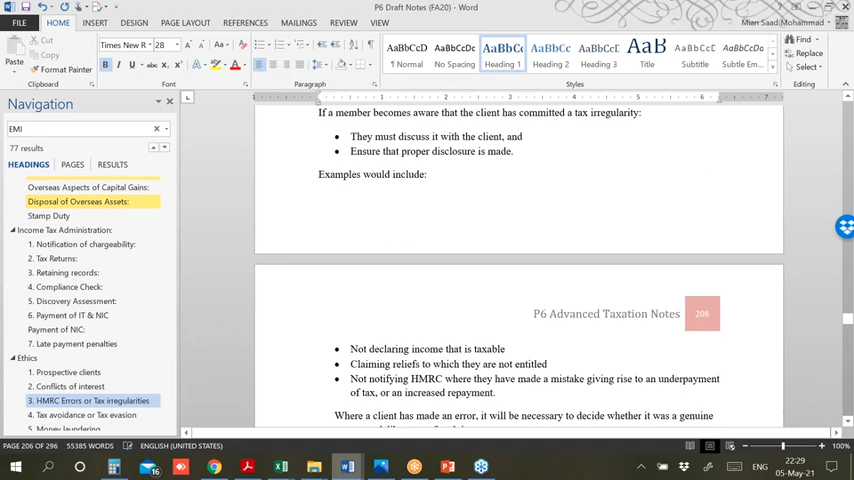 P6 Draft Notes (FA20) - Word
FILE HOME INSERT DESIGN PAGE LAYOUT REFERENCES MAILINGS REVIEW VIEW Mian Saad Mohammad
Cut
Copy
Format Painter
Paste
Clipboard
Times New R 28
Font
Paragraph
AaBbCcD AaBbCcDc AaBbCc AaBbCc AaBbCcE AaB AaBbCcD AaBbCcDc
¶ Normal No Spacing Heading 1 Heading 2 Heading 3 Title Subtitle Subtle Em...
Styles
Find
Replace
Select
Editing
Navigation
EMI
77 results
HEADINGS PAGES RESULTS
Overseas Aspects of Capital Gains:
Disposal of Overseas Assets:
Stamp Duty
Income Tax Administration:
1. Notification of chargeability:
2. Tax Returns:
3. Retaining records:
4. Compliance Check:
5. Discovery Assessment:
6. Payment of IT & NIC
Payment of NIC:
7. Late payment penalties
Ethics
1. Prospective clients
2. Conflicts of interest
3. HMRC Errors or Tax irregularities
4. Tax avoidance or Tax evasion
5. Money laundering
If a member becomes aware that the client has committed a tax irregularity:
• They must discuss it with the client, and
• Ensure that proper disclosure is made.
Examples would include:
P6 Advanced Taxation Notes 208
• Not declaring income that is taxable
• Claiming reliefs to which they are not entitled
• Not notifying HMRC where they have made a mistake giving rise to an underpayment
of tax, or an increased repayment.
Where a client has made an error, it will be necessary to decide whether it was a genuine
PAGE 206 OF 296 55385 WORDS ENGLISH (UNITED STATES) 100%
16
ENG
22:29
05-May-21